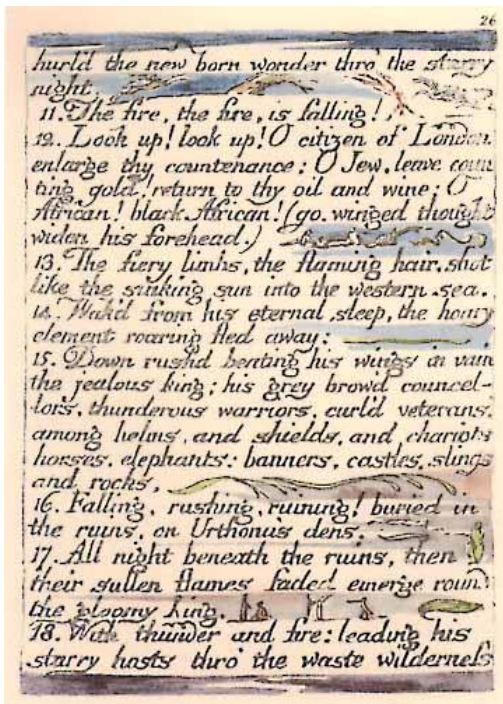 26
hurl'd the new born wonder thro' the starry
night.
11. The fire, the fire, is falling!
12. Look up! look up! O citizen of London.
enlarge thy countenance: O Jew, leave coun
ting gold! return to thy oil and wine; O
African! black African! (go. winged thought
widen his forehead.)
13. The fiery limbs, the flaming hair, shot
like the sinking sun into the western sea.
14. Wak'd from his eternal sleep, the hoary
element roaring fled away:
15. Down rushd beating his wings in vain
the jealous king; his grey brow'd councel-
lors, thunderous warriors, curl'd veterans,
among helms, and shields, and chariots
horses, elephants: banners, castles, slings
and rocks,
16. Falling, rushing, ruining! buried in
the ruins, on Urthona's dens.
17. All night beneath the ruins, then
their sullen flames faded emerge round
the gloomy king.
18. With thunder and fire: leading his
starry hosts thro' the waste wilderness